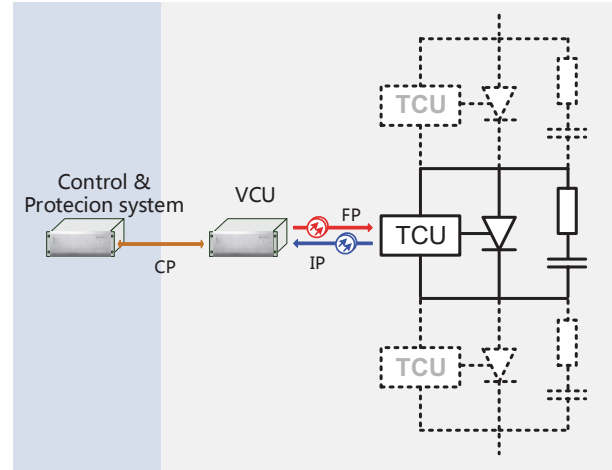 TCU
Control &
Protecion system
VCU
FP
TCU
CP
IP
TCU